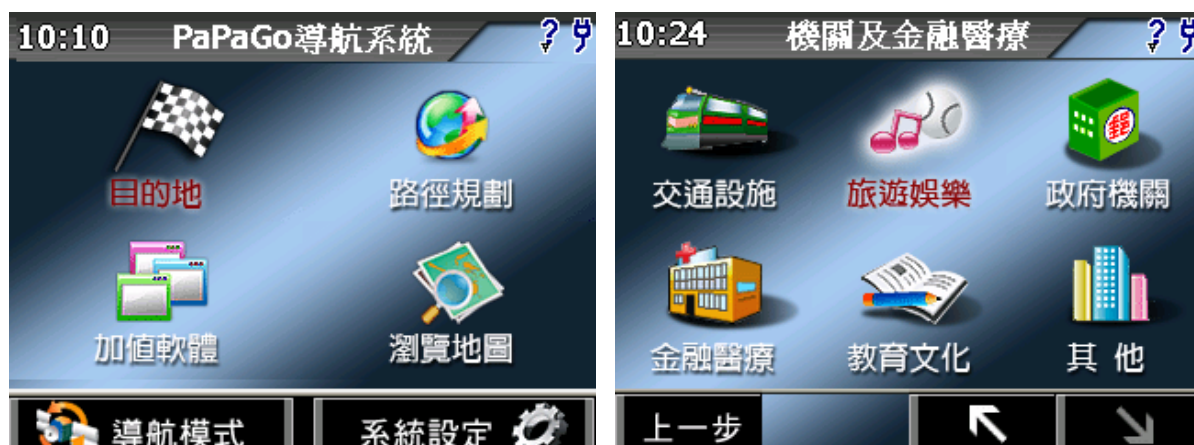 10:10 PaPaGo導航系統
目的地 路徑規劃
加值軟體 瀏覽地圖
導航模式 系統設定
10:24 機關及金融醫療
交通設施 旅遊娛樂 政府機關
郵
金融醫療 教育文化 其他
上一步